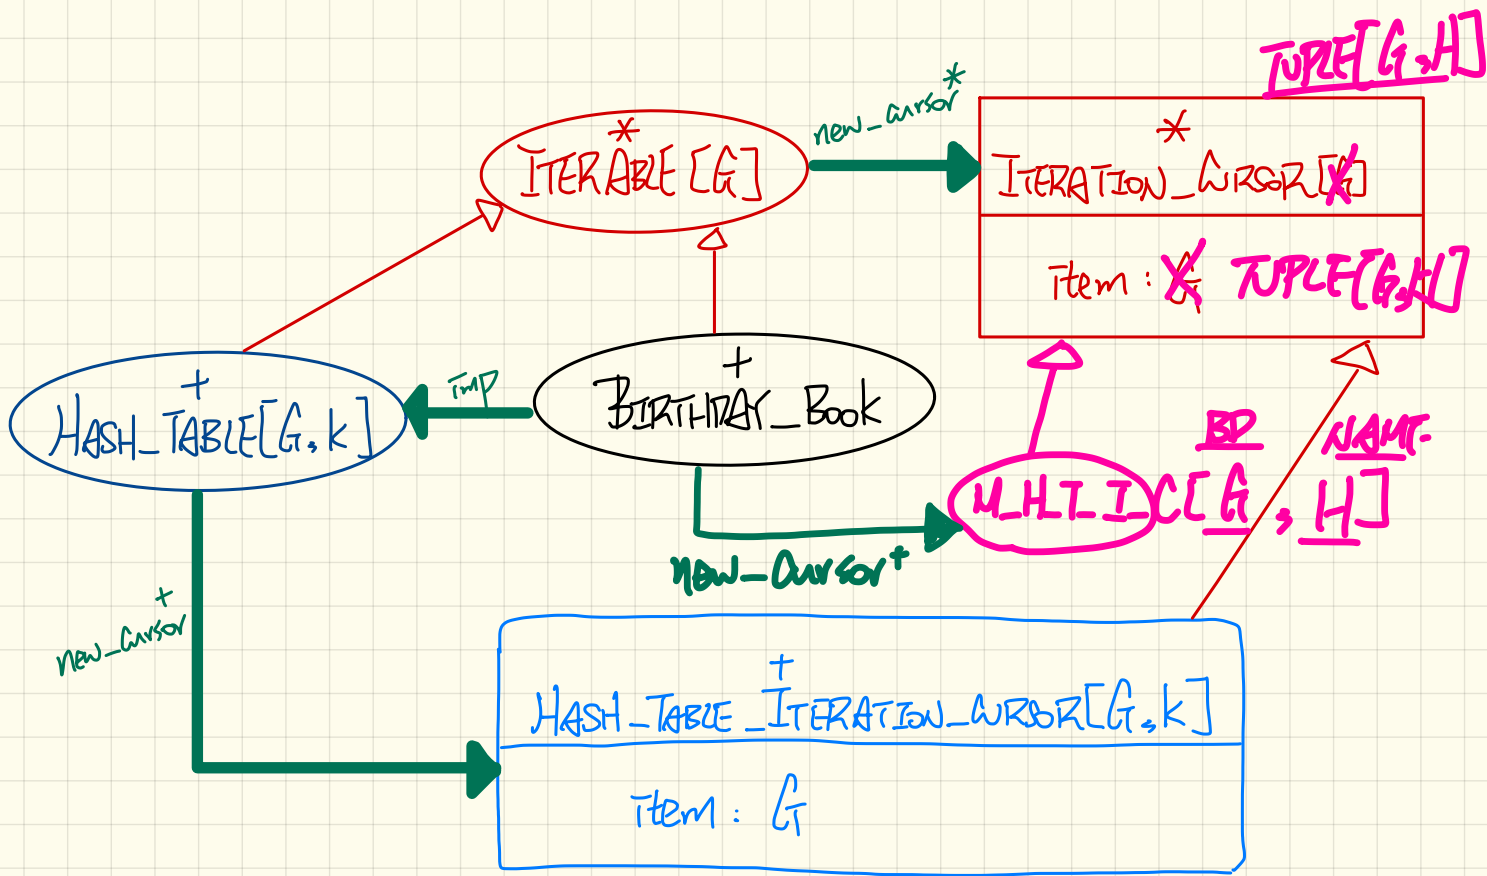 TUPLE[G,H]
new_cursor*
*
ITERABLE[G]
*
ITERATION_CURSOR[G]
item : G TUPLE[G,H]
+
HASH_TABLE[G,K]
imp
+
BIRTHDAY_BOOK
BD
NAME
M_H_T_I_C[G, H]
new_cursor+
new_cursor+
+
HASH_TABLE_ITERATION_CURSOR[G,K]
item : G